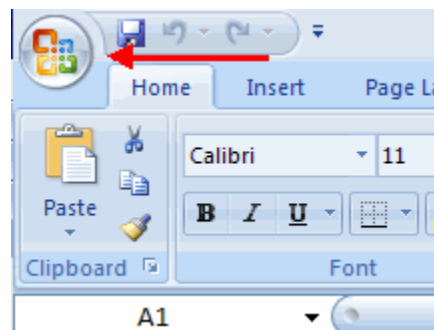 Home Insert Page La
Calibri 11
Paste
B I U
Clipboard Font
A1